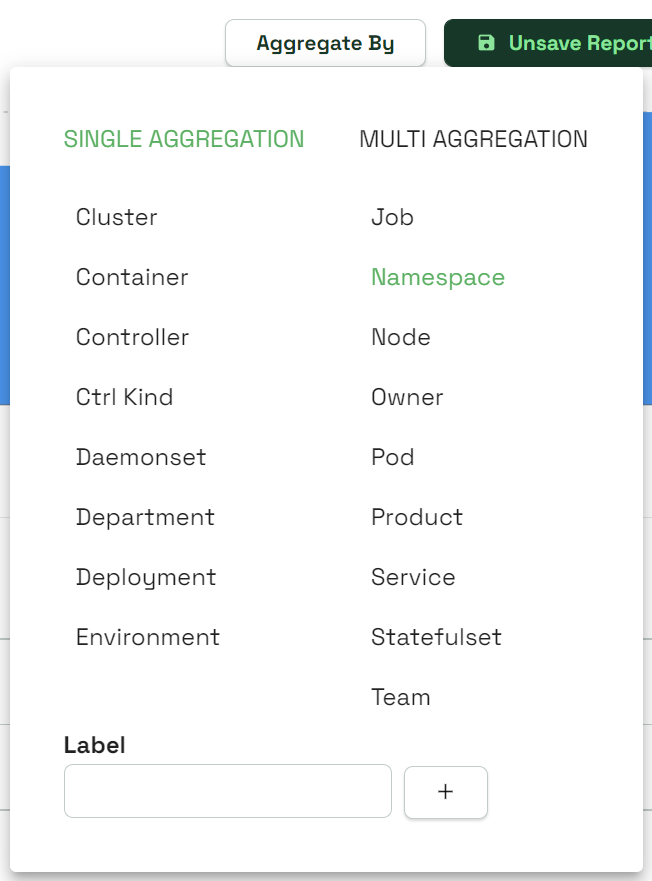 Aggregate By
Unsave Report
SINGLE AGGREGATION MULTI AGGREGATION
Cluster Job
Container Namespace
Controller Node
Ctrl Kind Owner
Daemonset Pod
Department Product
Deployment Service
Environment Statefulset
Team
Label
+